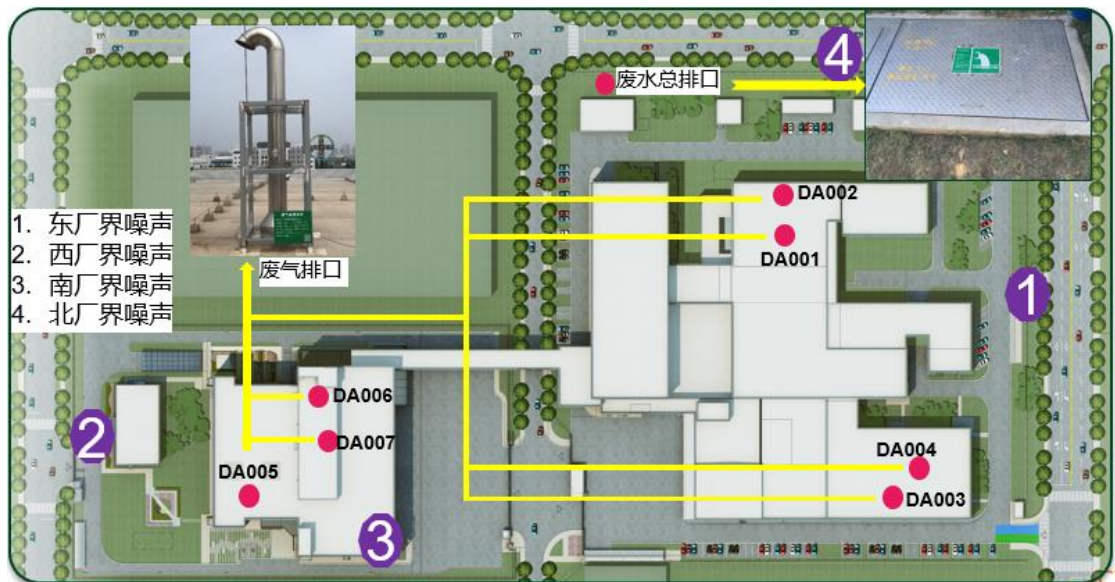 4
废水总排口
DA002
DA001
1. 东厂界噪声
2. 西厂界噪声
3. 南厂界噪声
4. 北厂界噪声
废气排口
1
DA006
2
DA007
DA004
DA005
DA003
3